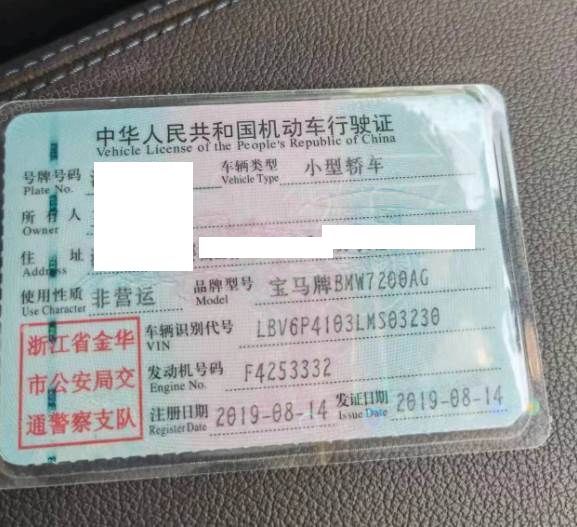 中华人民共和国机动车行驶证
Vehicle License of the People's Republic of China
号牌号码 车辆类型 小型轿车
Plate No. Vehicle Type
所有人
Owner
住址
Address
使用性质 非营运 品牌型号 宝马牌BMW7200AG
Use Character Model
浙江省金华
市公安局交
通警察支队
车辆识别代号 LBV6P4103LMS03230
VIN
发动机号码 F4253332
Engine No.
注册日期 2019-08-14 发证日期 2019-08-14
Register Date Issue Date